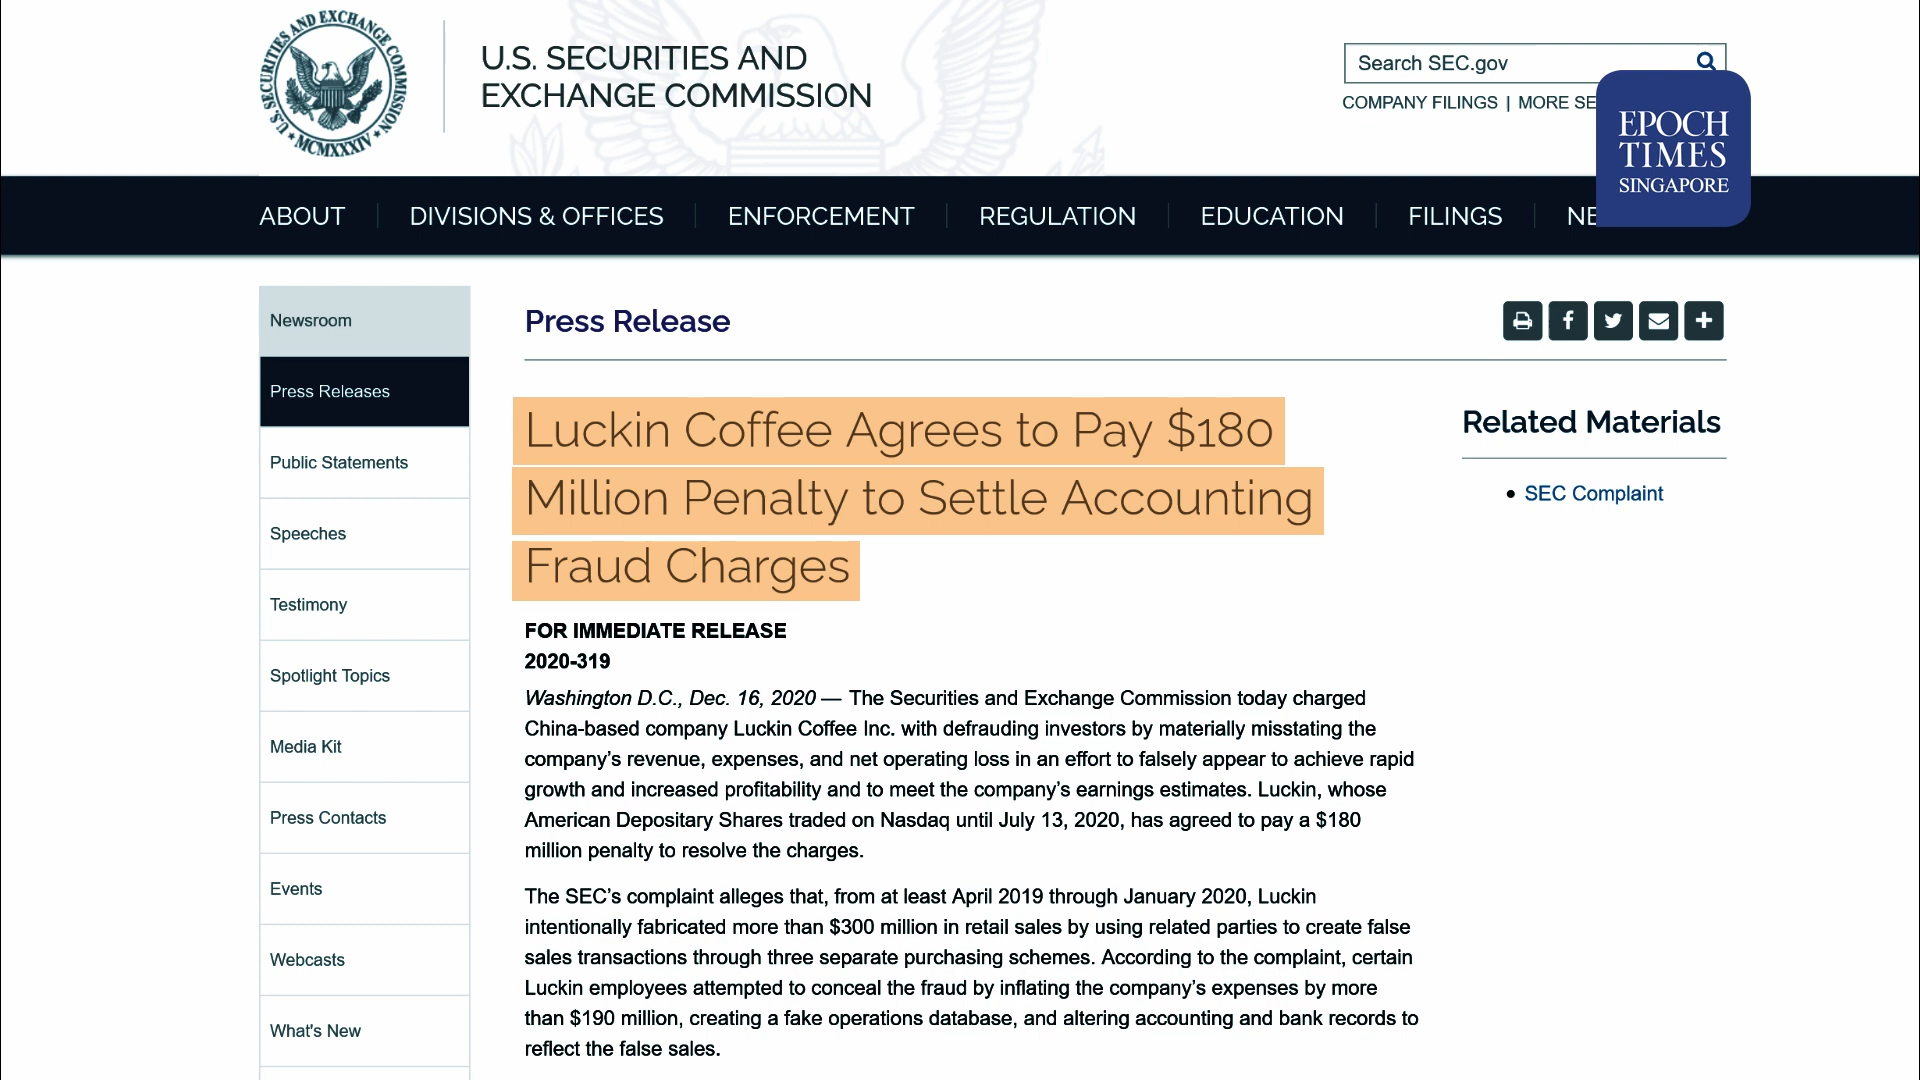 U.S. SECURITIES AND EXCHANGE COMMISSION
MCMXXXIV
U.S. SECURITIES AND
EXCHANGE COMMISSION
Search SEC.gov
COMPANY FILINGS | MORE SE
EPOCH
TIMES
SINGAPORE
ABOUT
DIVISIONS & OFFICES
ENFORCEMENT
REGULATION
EDUCATION
FILINGS
NE
Newsroom
Press Releases
Public Statements
Speeches
Testimony
Spotlight Topics
Media Kit
Press Contacts
Events
Webcasts
What's New
Press Release
Luckin Coffee Agrees to Pay $180
Million Penalty to Settle Accounting
Fraud Charges
FOR IMMEDIATE RELEASE
2020-319
Washington D.C., Dec. 16, 2020 — The Securities and Exchange Commission today charged
China-based company Luckin Coffee Inc. with defrauding investors by materially misstating the
company’s revenue, expenses, and net operating loss in an effort to falsely appear to achieve rapid
growth and increased profitability and to meet the company’s earnings estimates. Luckin, whose
American Depositary Shares traded on Nasdaq until July 13, 2020, has agreed to pay a $180
million penalty to resolve the charges.
The SEC’s complaint alleges that, from at least April 2019 through January 2020, Luckin
intentionally fabricated more than $300 million in retail sales by using related parties to create false
sales transactions through three separate purchasing schemes. According to the complaint, certain
Luckin employees attempted to conceal the fraud by inflating the company’s expenses by more
than $190 million, creating a fake operations database, and altering accounting and bank records to
reflect the false sales.
Related Materials
SEC Complaint